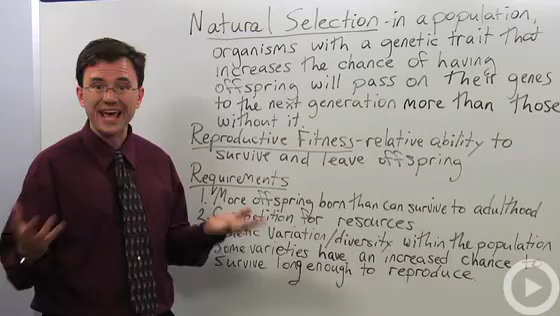 Natural Selection - in a population,
organisms with a genetic trait that
increases the chance of having
offspring will pass on their genes
to the next generation more than those
without it.
Reproductive Fitness - relative ability to
survive and leave offspring
Requirements
1. More offspring born than can survive to adulthood
2. Competition for resources
Genetic Variation/diversity within the population
Some varieties have an increased chance to
survive long enough to reproduce